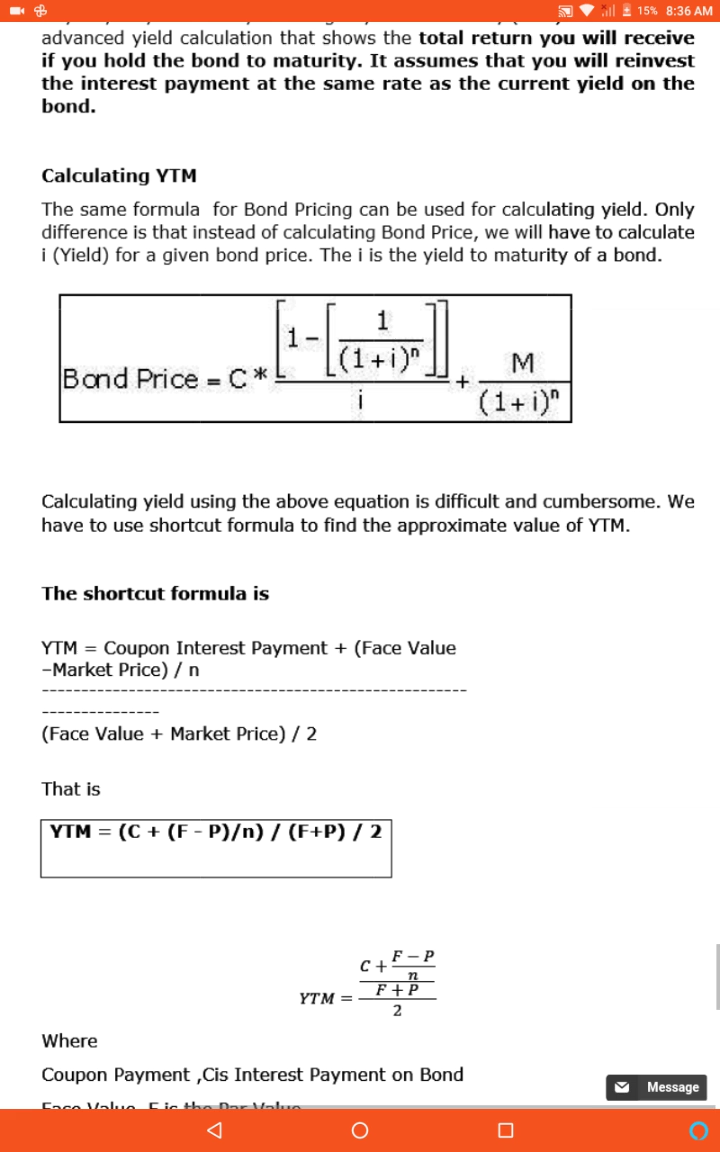 15% 8:36 AM
advanced yield calculation that shows the total return you will receive
if you hold the bond to maturity. It assumes that you will reinvest
the interest payment at the same rate as the current yield on the
bond.
Calculating YTM
The same formula for Bond Pricing can be used for calculating yield. Only
difference is that instead of calculating Bond Price, we will have to calculate
i (Yield) for a given bond price. The i is the yield to maturity of a bond.
Bond Price = C * [1 - [1 / (1+i)ⁿ]] / i + M / (1+i)ⁿ
Calculating yield using the above equation is difficult and cumbersome. We
have to use shortcut formula to find the approximate value of YTM.
The shortcut formula is
YTM = Coupon Interest Payment + (Face Value
–Market Price) / n
------------------------------------------------------
---------------
(Face Value + Market Price) / 2
That is
YTM = (C + (F - P)/n) / (F+P) / 2
YTM = (C + (F − P)/n) / ((F + P)/2)
Where
Coupon Payment ,Cis Interest Payment on Bond
Message
Face Value, F is the Par Value